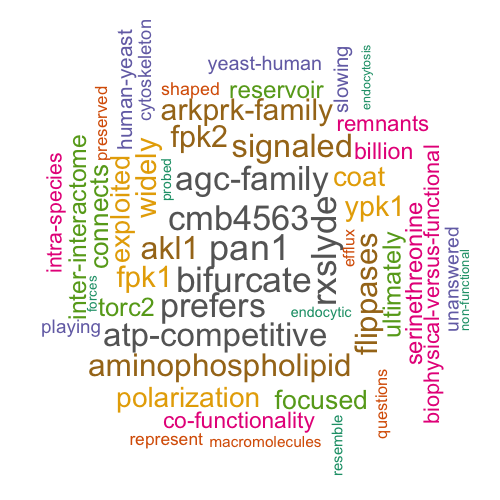 yeast-human
slowing
endocytosis
cytoskeleton
human-yeast
preserved
shaped
reservoir
arkprk-family
remnants
fpk2
signaled
billion
widely
probed
agc-family
coat
intra-species
inter-interactome
connects
exploited
cmb4563
rxslyde
ypk1
akl1
pan1
efflux
flippases
ultimately
serinethreonine
biophysical-versus-functional
unanswered
non-functional
fpk1
bifurcate
forces
torc2
prefers
endocytic
playing
atp-competitive
aminophospholipid
polarization
focused
questions
co-functionality
resemble
represent
macromolecules